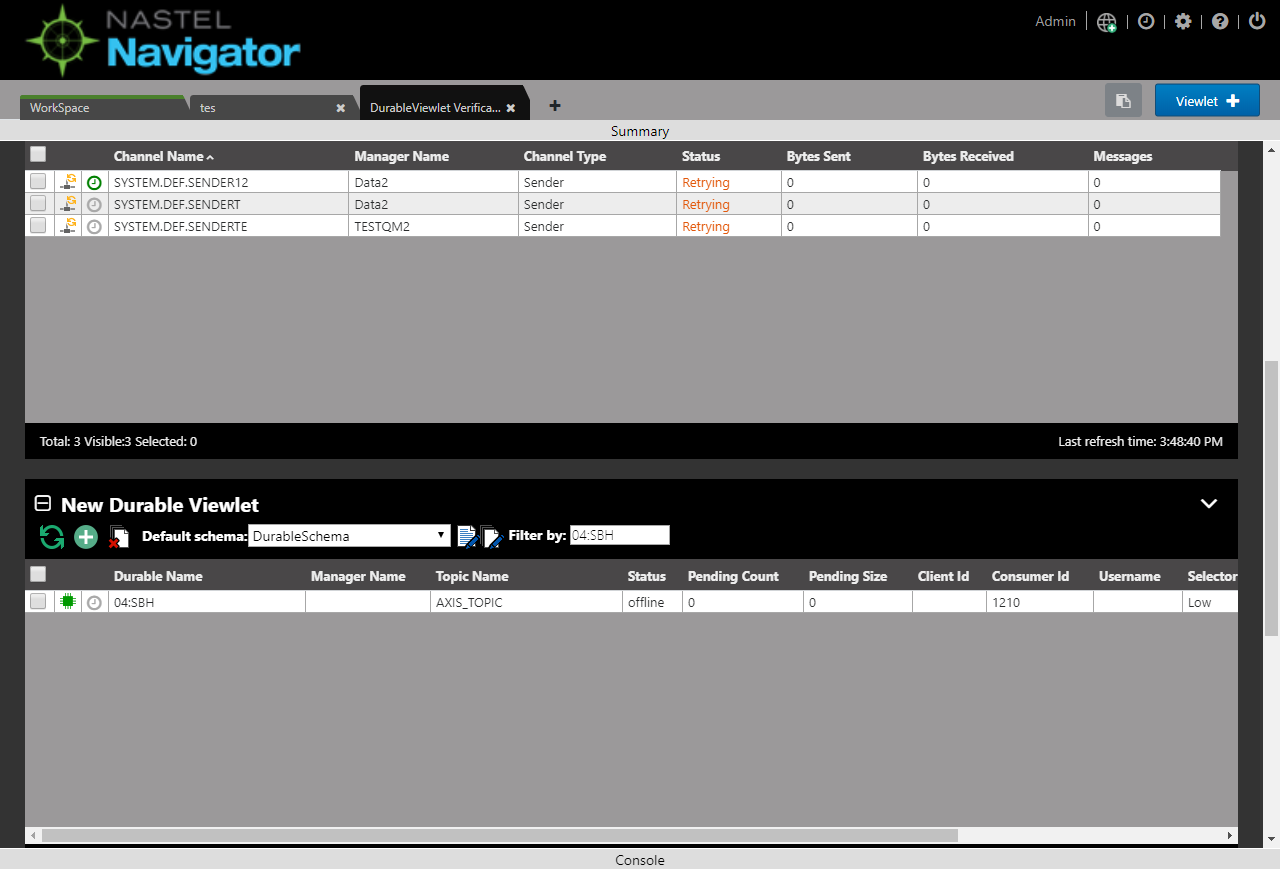 NASTEL
Navigator
Admin
WorkSpace tes DurableViewlet Verifica... Viewlet
Summary
Channel Name Manager Name Channel Type Status Bytes Sent Bytes Received Messages
SYSTEM.DEF.SENDER12 Data2 Sender Retrying 0 0 0
SYSTEM.DEF.SENDERT Data2 Sender Retrying 0 0 0
SYSTEM.DEF.SENDERTE TESTQM2 Sender Retrying 0 0 0
Total: 3 Visible:3 Selected: 0 Last refresh time: 3:48:40 PM
New Durable Viewlet
Default schema: DurableSchema Filter by: 04:SBH
Durable Name Manager Name Topic Name Status Pending Count Pending Size Client Id Consumer Id Username Selector
04:SBH AXIS_TOPIC offline 0 0 1210 Low
Console